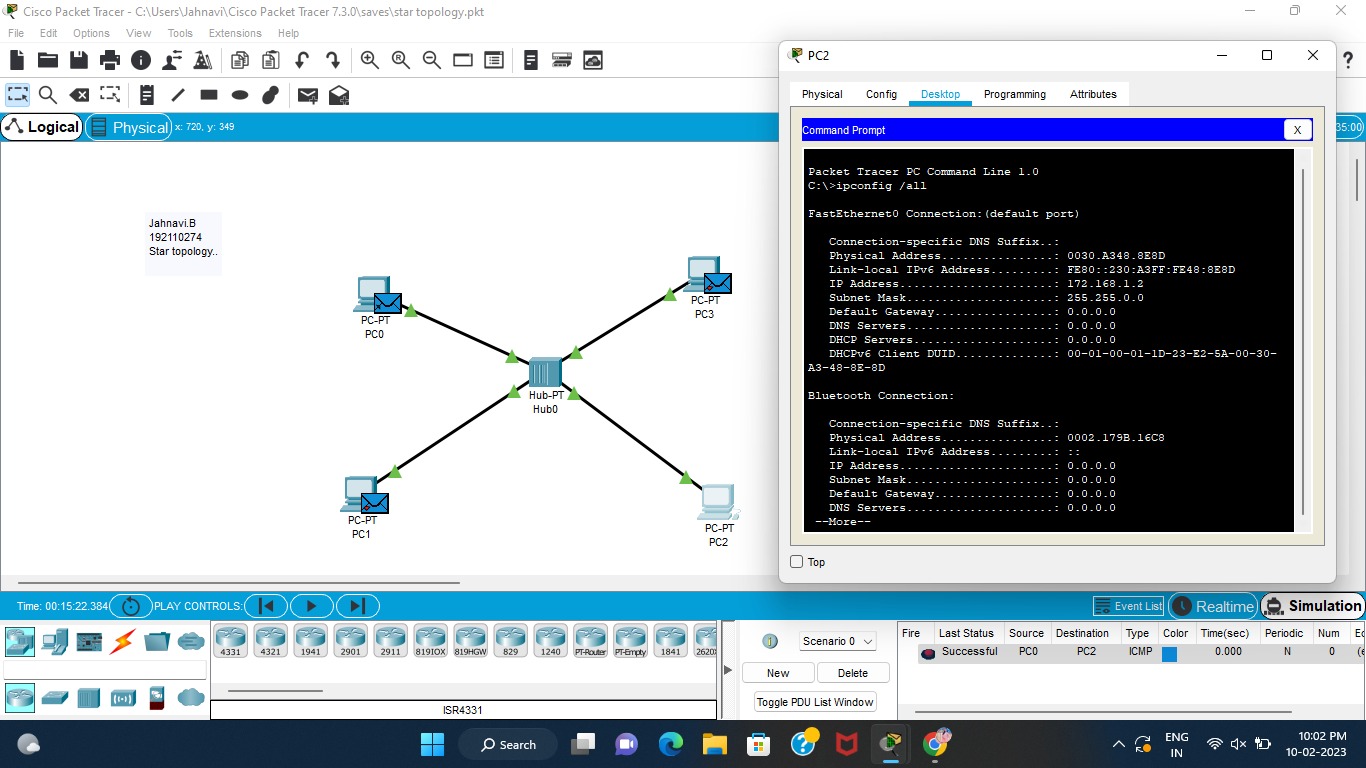 Cisco Packet Tracer - C:\Users\Jahnavi\Cisco Packet Tracer 7.3.0\saves\star topology.pkt
File Edit Options View Tools Extensions Help
Logical
Physical x: 720, y: 349
35:00
Jahnavi.B
192110274
Star topology..
PC-PT
PC0
PC-PT
PC3
Hub-PT
Hub0
PC-PT
PC1
PC-PT
PC2
PC2
Physical Config Desktop Programming Attributes
Command Prompt X
Packet Tracer PC Command Line 1.0
C:\>ipconfig /all
FastEthernet0 Connection:(default port)
Connection-specific DNS Suffix..:
Physical Address................: 0030.A348.8E8D
Link-local IPv6 Address.........: FE80::230:A3FF:FE48:8E8D
IP Address......................: 172.168.1.2
Subnet Mask.....................: 255.255.0.0
Default Gateway.................: 0.0.0.0
DNS Servers.....................: 0.0.0.0
DHCP Servers....................: 0.0.0.0
DHCPv6 Client DUID..............: 00-01-00-01-1D-23-E2-5A-00-30-
A3-48-8E-8D
Bluetooth Connection:
Connection-specific DNS Suffix..:
Physical Address................: 0002.179B.16C8
Link-local IPv6 Address.........: ::
IP Address......................: 0.0.0.0
Subnet Mask.....................: 0.0.0.0
Default Gateway.................: 0.0.0.0
DNS Servers.....................: 0.0.0.0
--More--
Top
Time: 00:15:22.384 PLAY CONTROLS:
Event List Realtime Simulation
4331 4321 1941 2901 2911 819IOX 819HGW 829 1240 PT-Router PT-Empty 1841 2620X
ISR4331
Scenario 0
New Delete
Toggle PDU List Window
Fire Last Status Source Destination Type Color Time(sec) Periodic Num Ed
Successful PC0 PC2 ICMP 0.000 N 0 (e
Search
ENG
IN
10:02 PM
10-02-2023